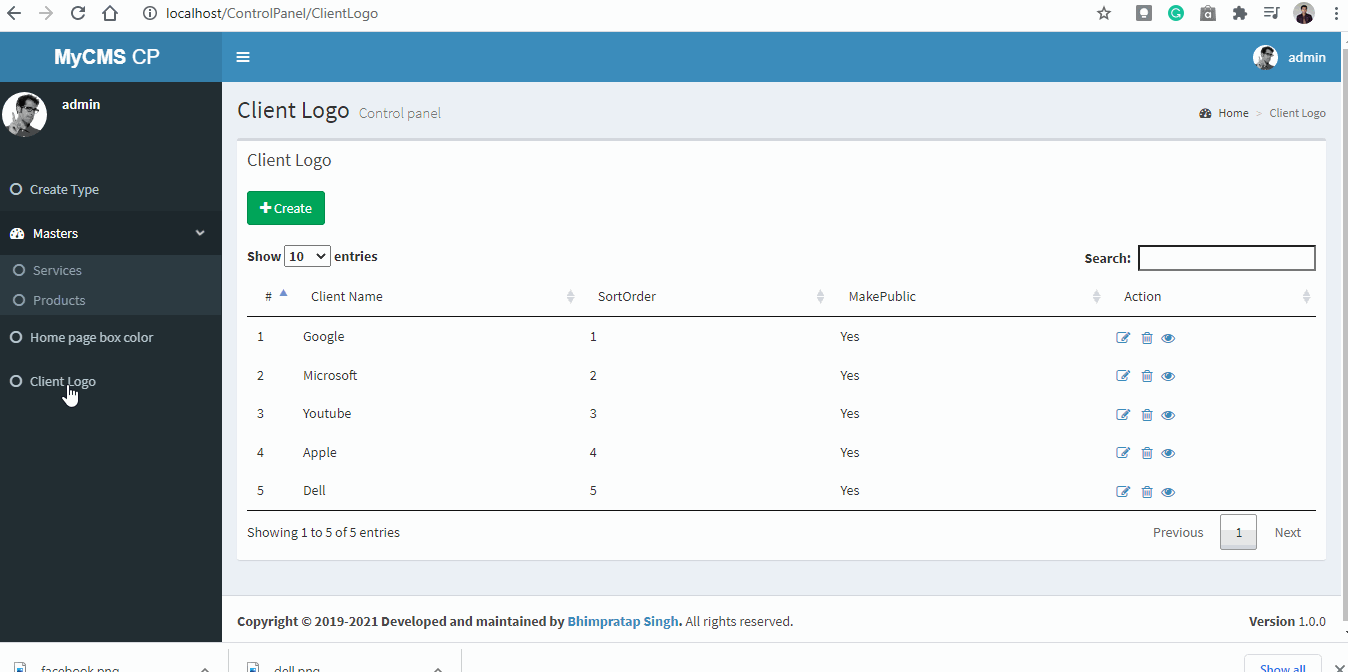 localhost/ControlPanel/ClientLogo
MyCMS CP
admin
admin
Client Logo Control panel
Home > Client Logo
Create Type
Masters
Services
Products
Home page box color
Client Logo
Client Logo
Create
Show 10 entries
Search:
# Client Name SortOrder MakePublic Action
1 Google 1 Yes
2 Microsoft 2 Yes
3 Youtube 3 Yes
4 Apple 4 Yes
5 Dell 5 Yes
Showing 1 to 5 of 5 entries
Previous 1 Next
Copyright © 2019-2021 Developed and maintained by Bhimpratap Singh. All rights reserved.
Version 1.0.0
facebook.png
dell.png
Show all